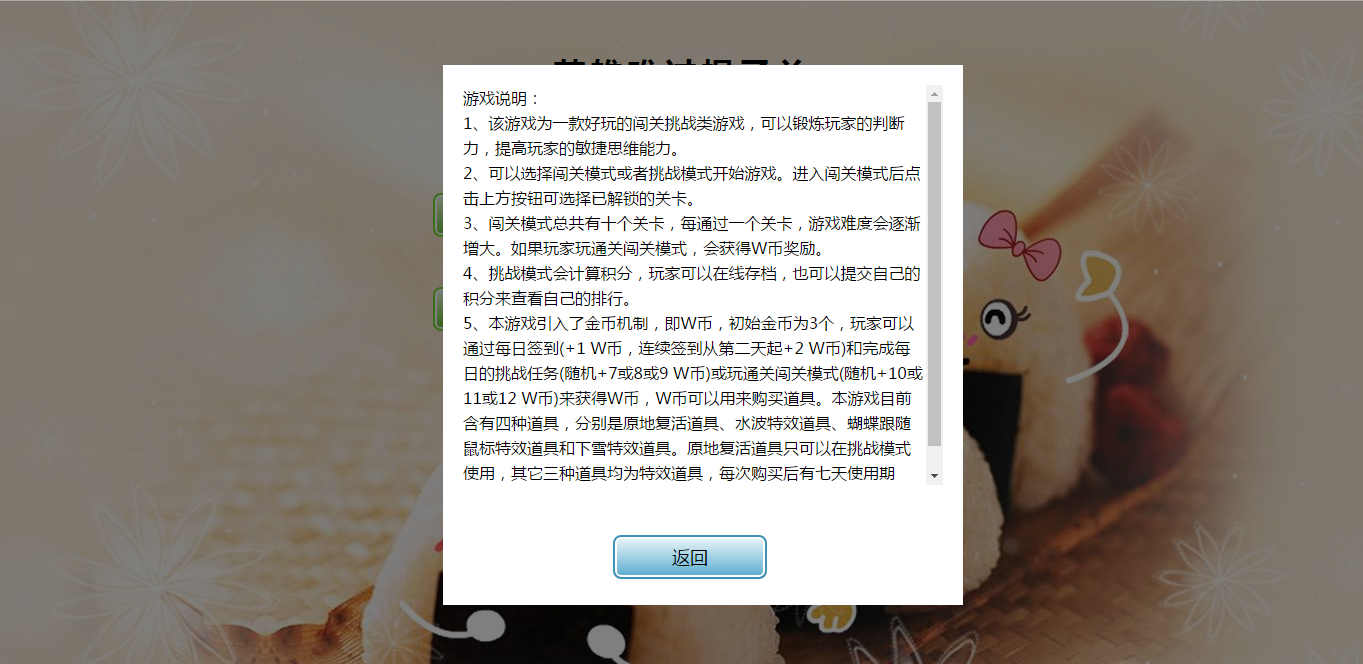 游戏说明：
1、该游戏为一款好玩的闯关挑战类游戏，可以锻炼玩家的判断
力，提高玩家的敏捷思维能力。
2、可以选择闯关模式或者挑战模式开始游戏。进入闯关模式后点
击上方按钮可选择已解锁的关卡。
3、闯关模式总共有十个关卡，每通过一个关卡，游戏难度会逐渐
增大。如果玩家玩通关闯关模式，会获得W币奖励。
4、挑战模式会计算积分，玩家可以在线存档，也可以提交自己的
积分来查看自己的排行。
5、本游戏引入了金币机制，即W币，初始金币为3个，玩家可以
通过每日签到(+1 W币，连续签到从第二天起+2 W币)和完成每
日的挑战任务(随机+7或8或9 W币)或玩通关闯关模式(随机+10或
11或12 W币)来获得W币，W币可以用来购买道具。本游戏目前
含有四种道具，分别是原地复活道具、水波特效道具、蝴蝶跟随
鼠标特效道具和下雪特效道具。原地复活道具只可以在挑战模式
使用，其它三种道具均为特效道具，每次购买后有七天使用期
返回